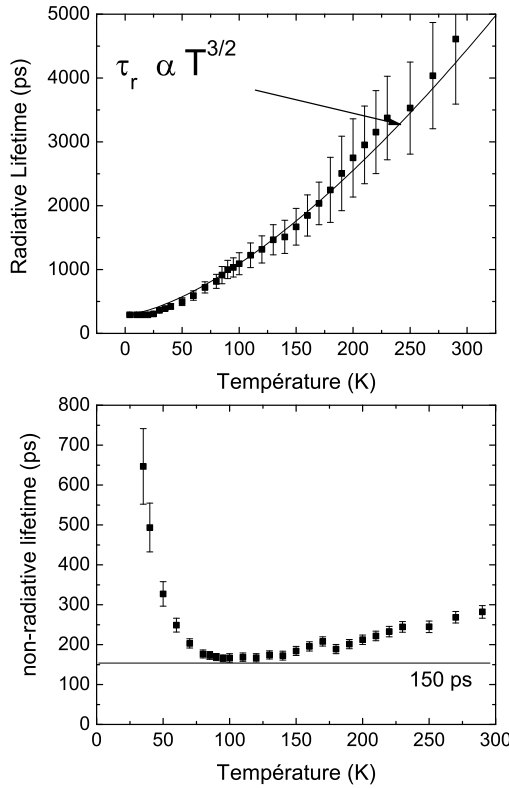 5000
4000
3000
2000
1000
0
Radiative Lifetime (ps)
τr α T3/2
0 50 100 150 200 250 300
Température (K)
800
700
600
500
400
300
200
100
0
non-radiative lifetime (ps)
150 ps
0 50 100 150 200 250 300
Température (K)